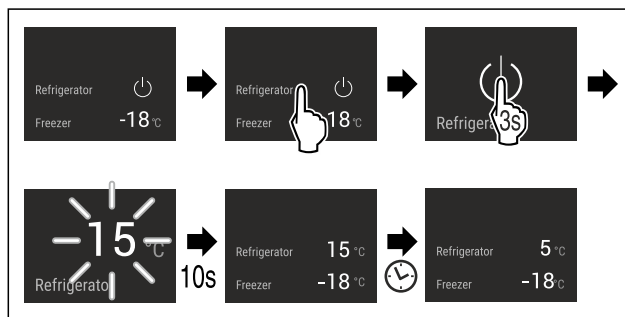 Refrigerator
Freezer -18 °C
Refrigerator
Freezer 18 °C
Refriger 3s
15 °C
Refrigerato
10s
Refrigerator 15 °C
Freezer -18 °C
Refrigerator 5 °C
Freezer -18°C